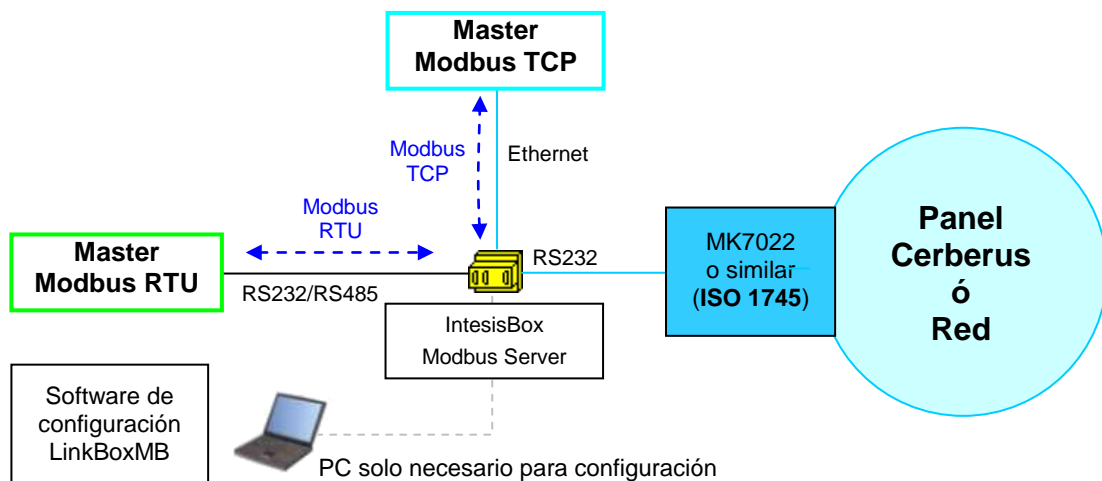 Master
Modbus TCP
Modbus
TCP
Ethernet
Modbus
RTU
Master
Modbus RTU
RS232/RS485
RS232
MK7022
o similar
(ISO 1745)
Panel
Cerberus
ó
Red
IntesisBox
Modbus Server
Software de
configuración
LinkBoxMB
PC solo necesario para configuración